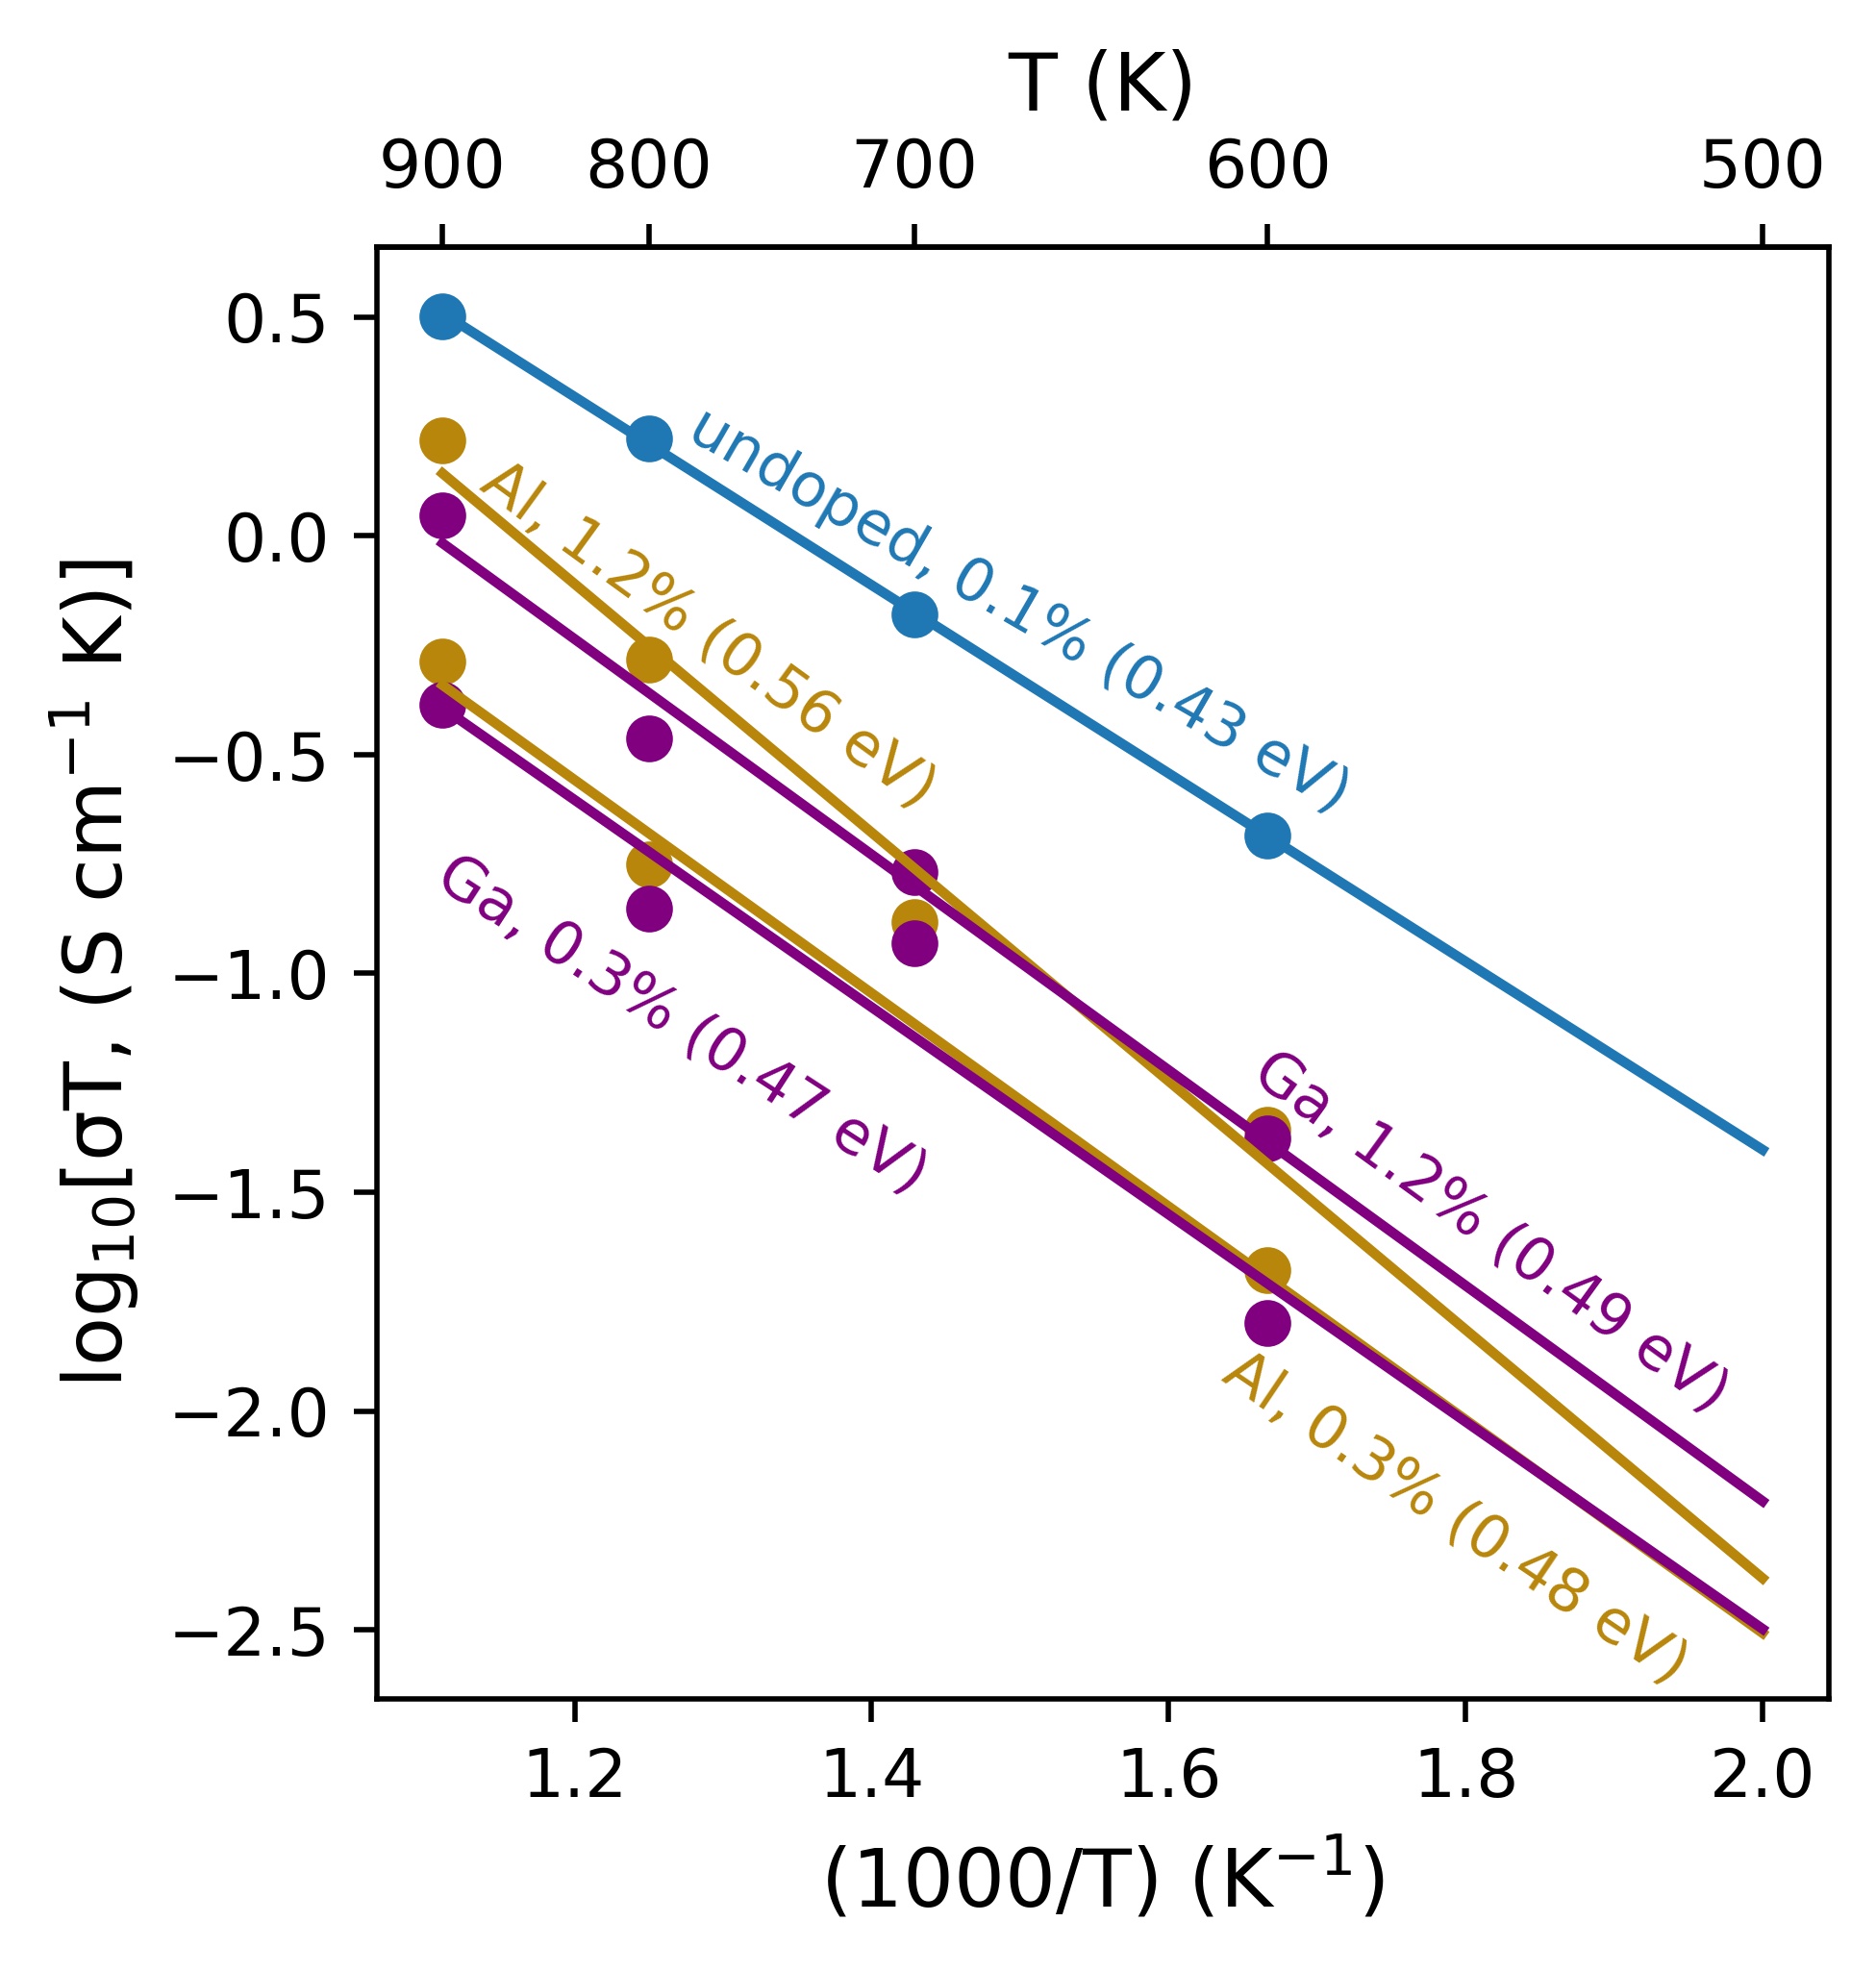 T (K)
900 800 700 600 500
0.5
0.0
−0.5
−1.0
−1.5
−2.0
−2.5
log₁₀[σT, (S cm⁻¹ K)]
undoped, 0.1% (0.43 eV)
Al, 1.2% (0.56 eV)
Ga, 0.3% (0.47 eV)
Ga, 1.2% (0.49 eV)
Al, 0.3% (0.48 eV)
1.2 1.4 1.6 1.8 2.0
(1000/T) (K⁻¹)